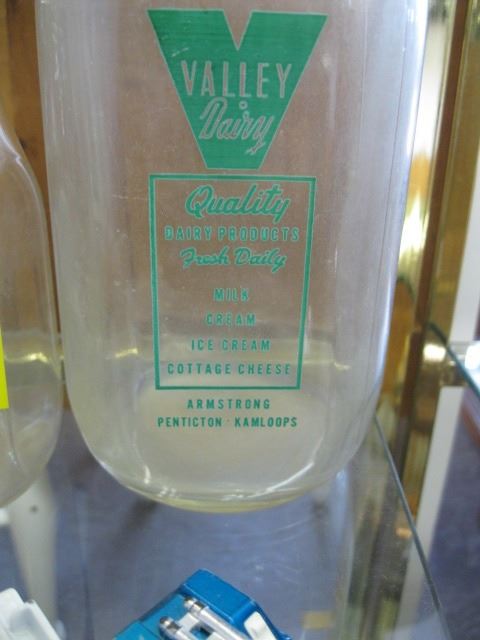 VALLEY
Dairy
Quality
DAIRY PRODUCTS
Fresh Daily
MILK
CREAM
ICE CREAM
COTTAGE CHEESE
ARMSTRONG
PENTICTON · KAMLOOPS